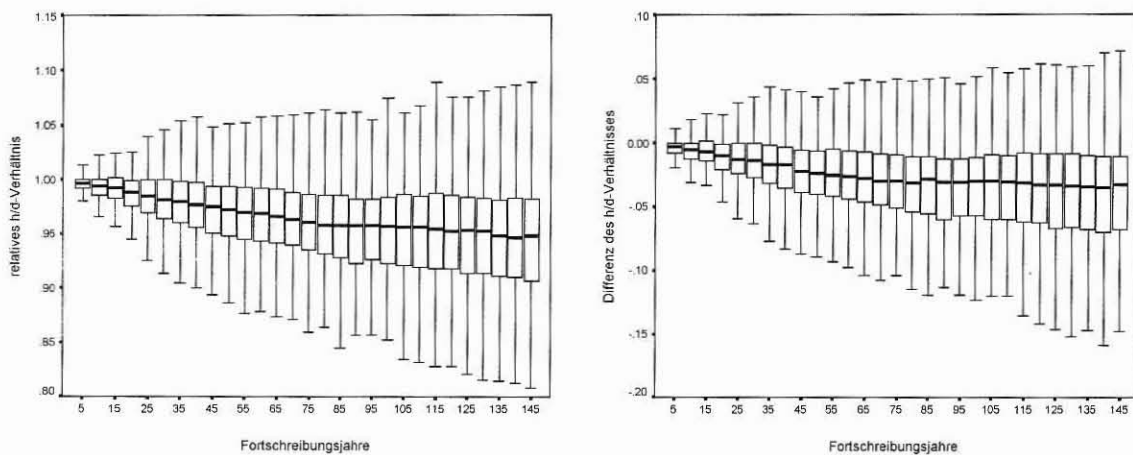 1.15
1.10
1.05
1.00
.95
.90
.85
.80
relatives h/d-Verhältnis
5 15 25 35 45 55 65 75 85 95 105 115 125 135 145
Fortschreibungsjahre
.10
.05
0.00
-.05
-.10
-.15
-.20
Differenz des h/d-Verhältnisses
5 15 25 35 45 55 65 75 85 95 105 115 125 135 145
Fortschreibungsjahre